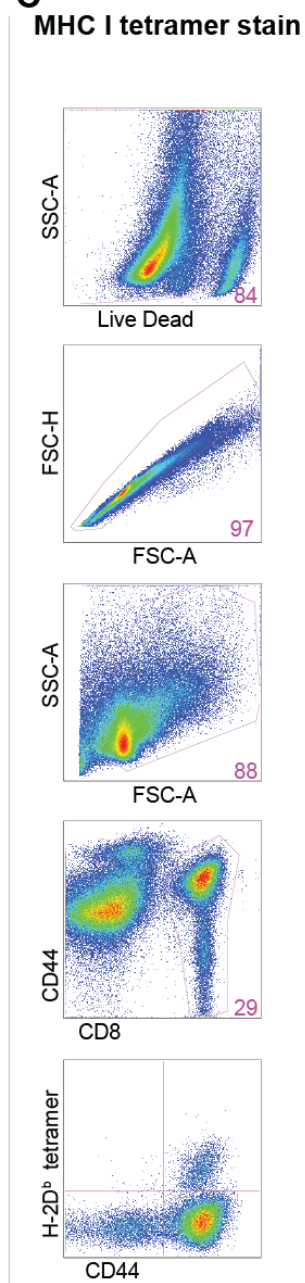 MHC I tetramer stain
SSC-A
84
Live Dead
FSC-H
97
FSC-A
SSC-A
88
FSC-A
CD44
29
CD8
H-2Dᵇ tetramer
CD44